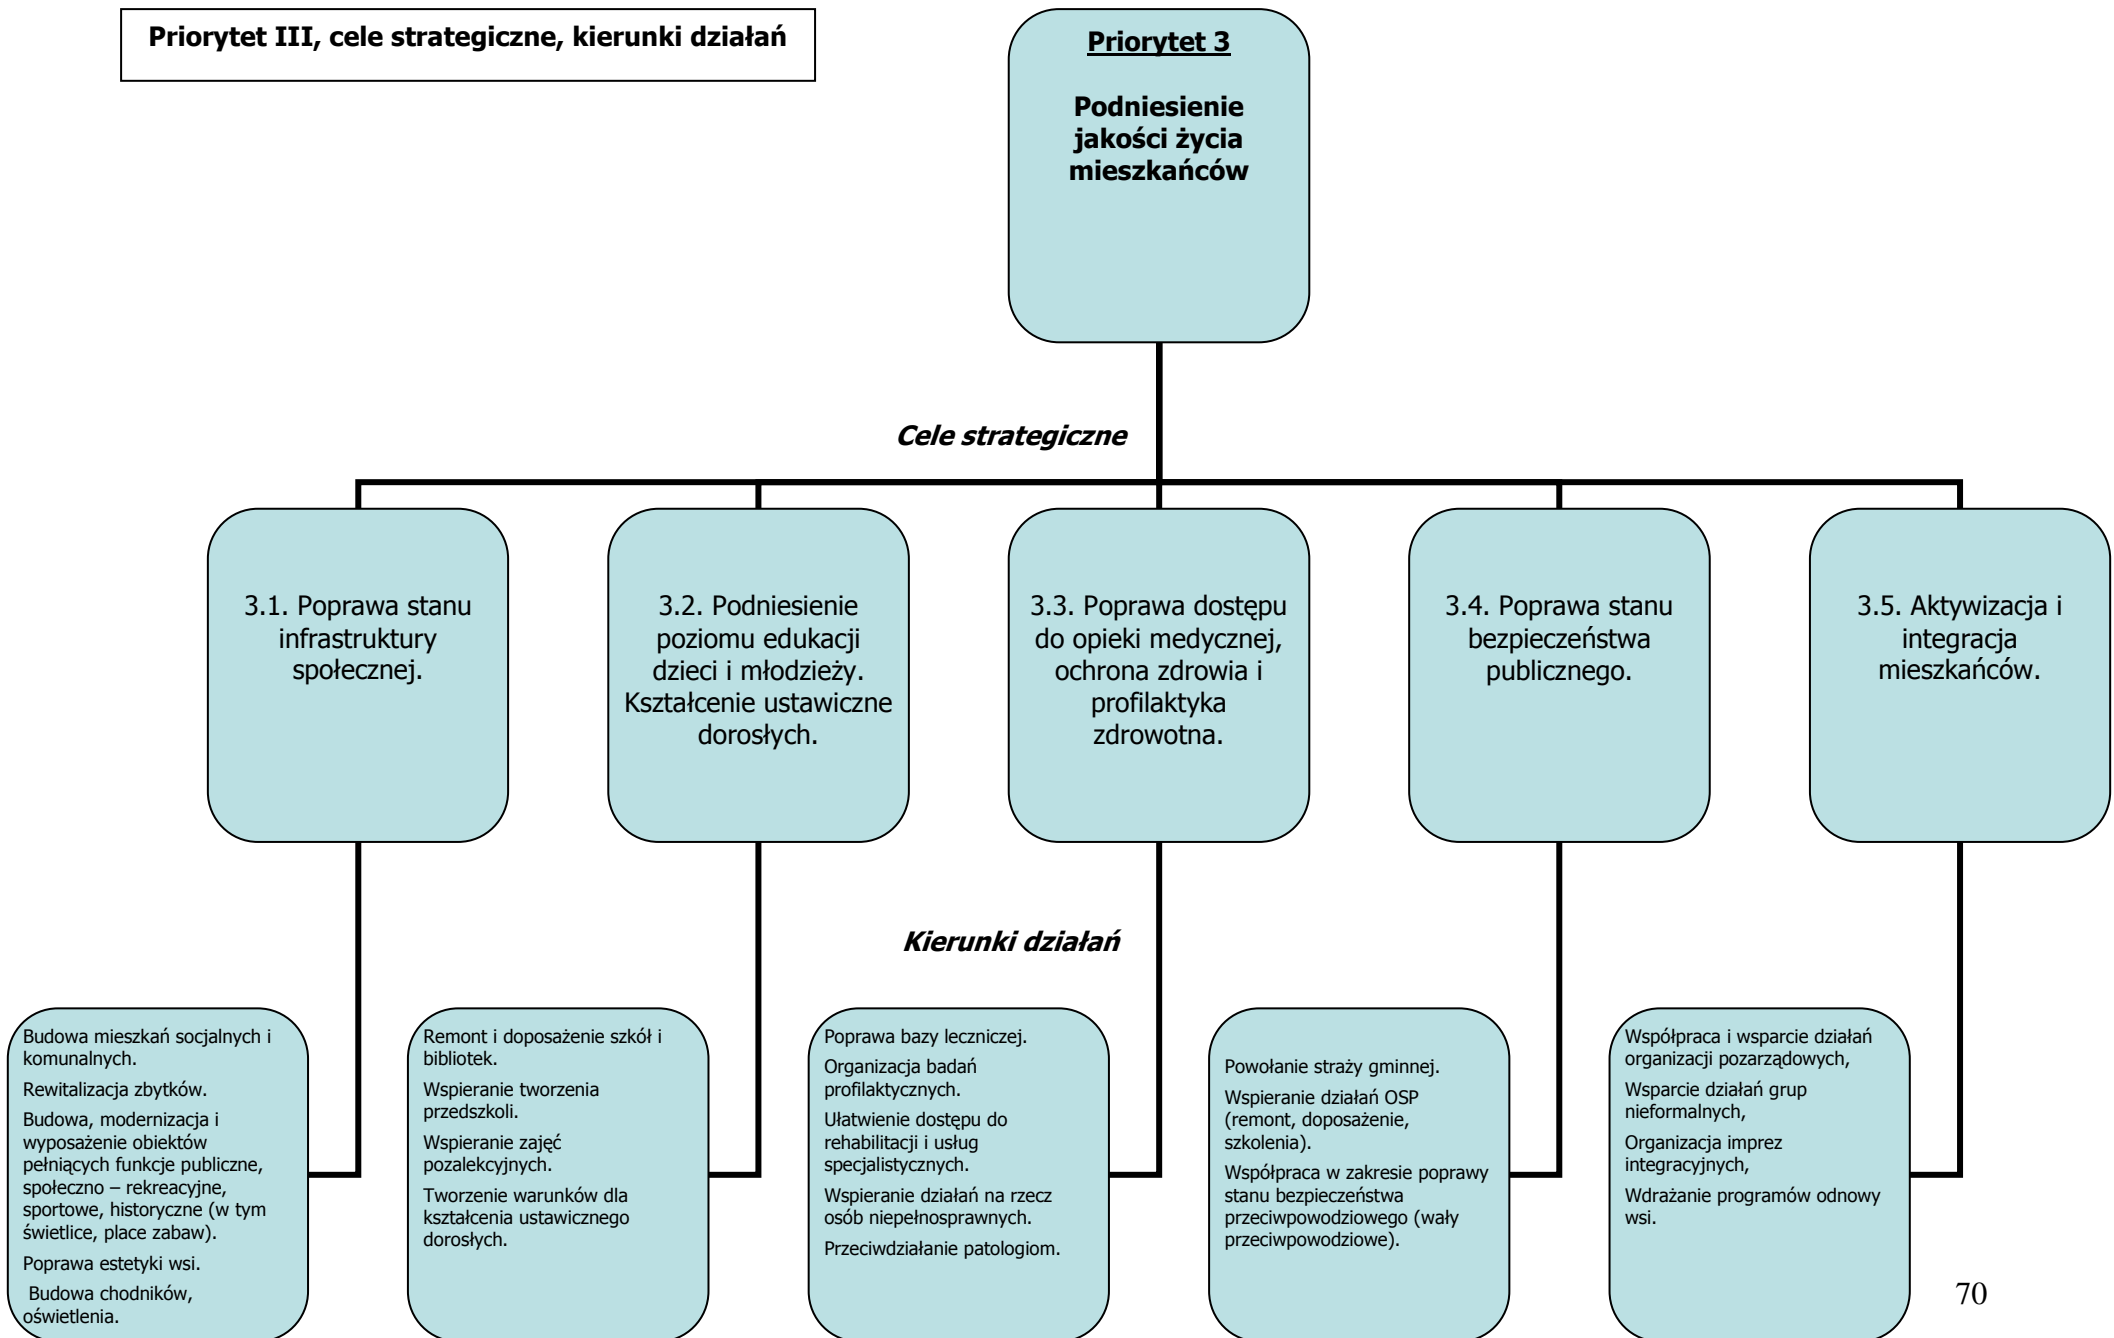 Priorytet III, cele strategiczne, kierunki działań
Priorytet 3
Podniesienie
jakości życia
mieszkańców
Cele strategiczne
3.1. Poprawa stanu
infrastruktury
społecznej.
3.2. Podniesienie
poziomu edukacji
dzieci i młodzieży.
Kształcenie ustawiczne
dorosłych.
3.3. Poprawa dostępu
do opieki medycznej,
ochrona zdrowia i
profilaktyka
zdrowotna.
3.4. Poprawa stanu
bezpieczeństwa
publicznego.
3.5. Aktywizacja i
integracja
mieszkańców.
Kierunki działań
Budowa mieszkań socjalnych i
komunalnych.
Rewitalizacja zbytków.
Budowa, modernizacja i
wyposażenie obiektów
pełniących funkcje publiczne,
społeczno – rekreacyjne,
sportowe, historyczne (w tym
świetlice, place zabaw).
Poprawa estetyki wsi.
Budowa chodników,
oświetlenia.
Remont i doposażenie szkół i
bibliotek.
Wspieranie tworzenia
przedszkoli.
Wspieranie zajęć
pozalekcyjnych.
Tworzenie warunków dla
kształcenia ustawicznego
dorosłych.
Poprawa bazy leczniczej.
Organizacja badań
profilaktycznych.
Ułatwienie dostępu do
rehabilitacji i usług
specjalistycznych.
Wspieranie działań na rzecz
osób niepełnosprawnych.
Przeciwdziałanie patologiom.
Powołanie straży gminnej.
Wspieranie działań OSP
(remont, doposażenie,
szkolenia).
Współpraca w zakresie poprawy
stanu bezpieczeństwa
przeciwpowodziowego (wały
przeciwpowodziowe).
Współpraca i wsparcie działań
organizacji pozarządowych,
Wsparcie działań grup
nieformalnych,
Organizacja imprez
integracyjnych,
Wdrażanie programów odnowy
wsi.
70